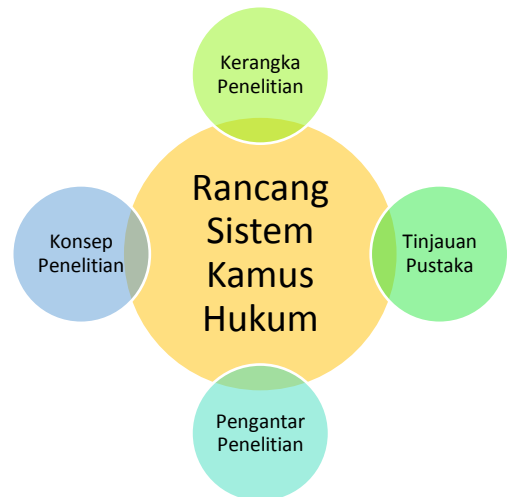 Kerangka
Penelitian
Rancang
Sistem
Kamus
Hukum
Konsep
Penelitian
Tinjauan
Pustaka
Pengantar
Penelitian